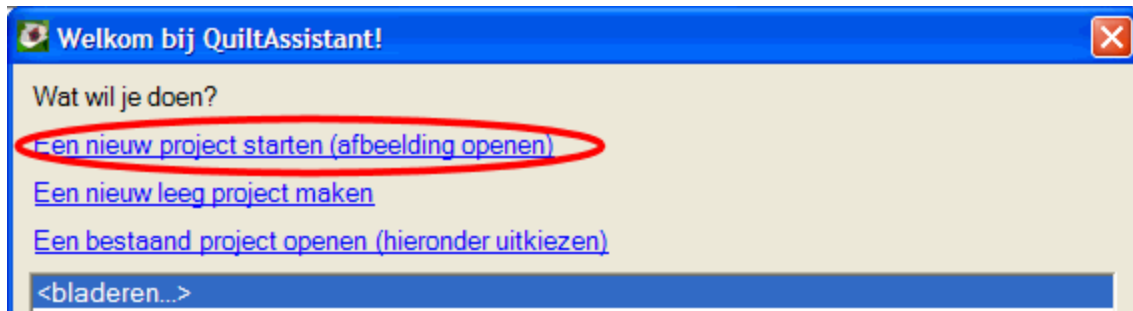 Welkom bij QuiltAssistant!
Wat wil je doen?
Een nieuw project starten (afbeelding openen)
Een nieuw leeg project maken
Een bestaand project openen (hieronder uitkiezen)
<bladeren...>